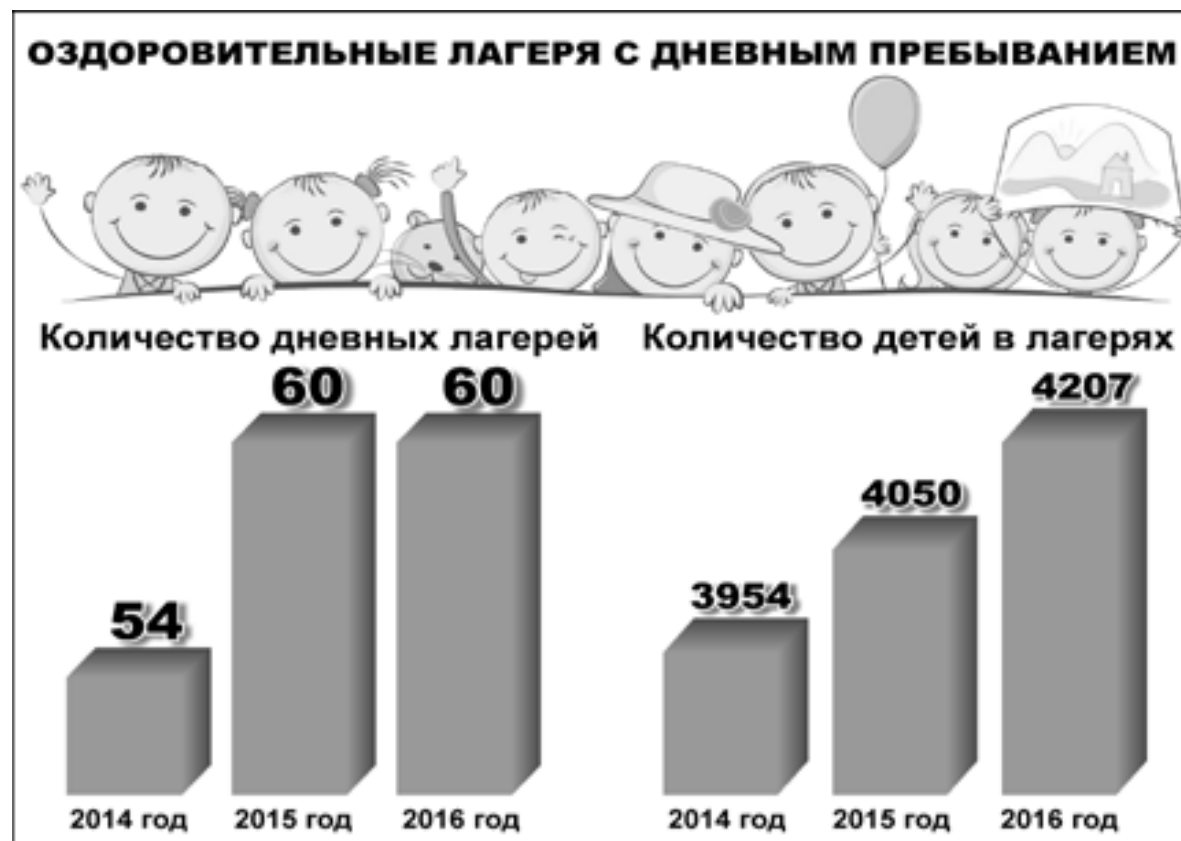 ОЗДОРОВИТЕЛЬНЫЕ ЛАГЕРЯ С ДНЕВНЫМ ПРЕБЫВАНИЕМ
Количество дневных лагерей
60
60
54
2014 год
2015 год
2016 год
Количество детей в лагерях
4207
4050
3954
2014 год
2015 год
2016 год